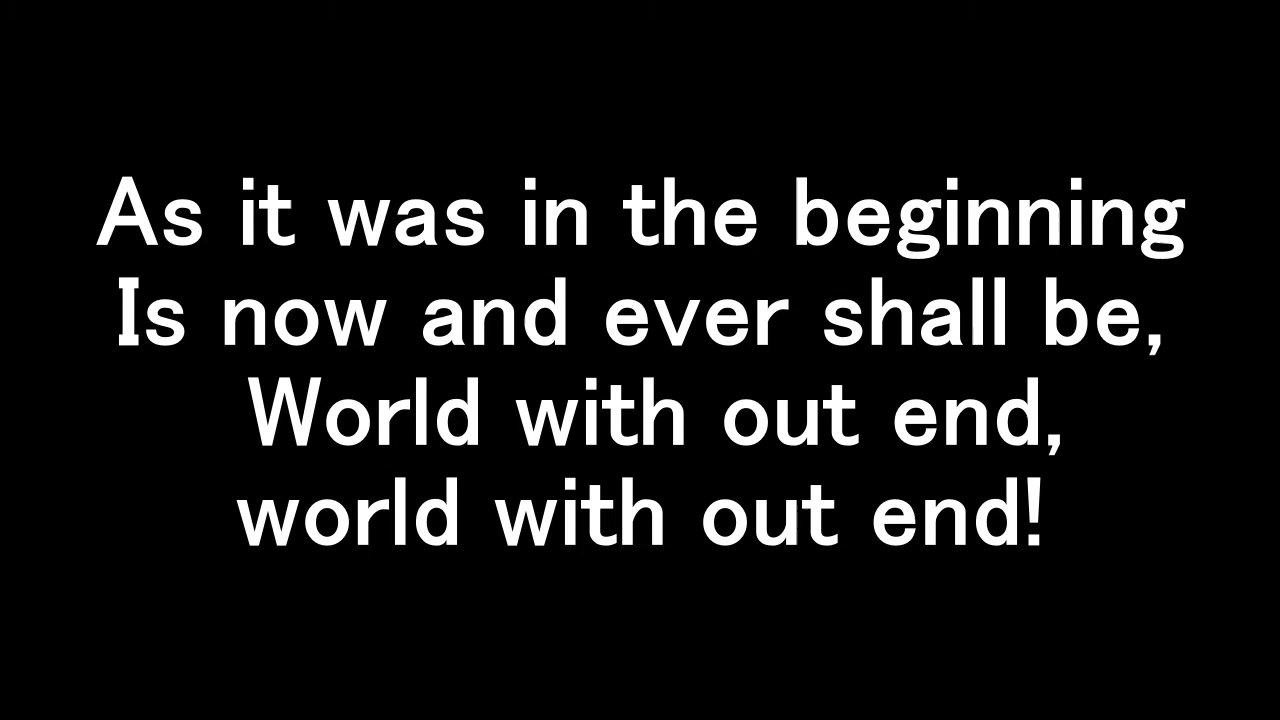 As it was in the beginning
Is now and ever shall be,
World with out end,
world with out end!